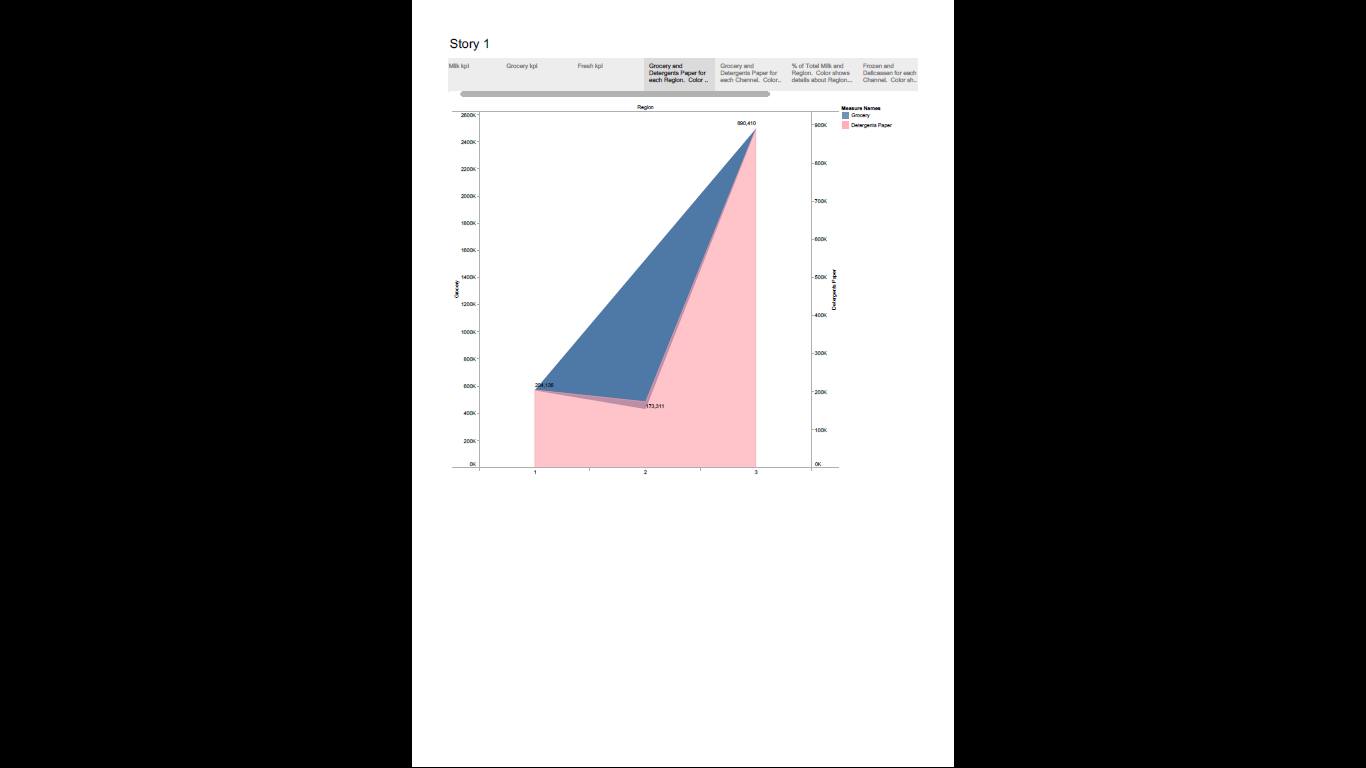 Story 1
Milk kpi
Grocery kpi
Fresh kpi
Grocery and
Detergents Paper for
each Region. Color ..
Grocery and
Detergents Paper for
each Channel. Color..
% of Total Milk and
Region. Color shows
details about Region...
Frozen and
Delicassen for each
Channel. Color sh..
Region
Measure Names
Grocery
Detergents Paper
2600K
2400K
2200K
2000K
1800K
1600K
1400K
1200K
1000K
800K
600K
400K
200K
0K
Grocery
890,410
173,311
900K
800K
700K
600K
500K
400K
300K
200K
100K
0K
Detergents Paper
1
2
3